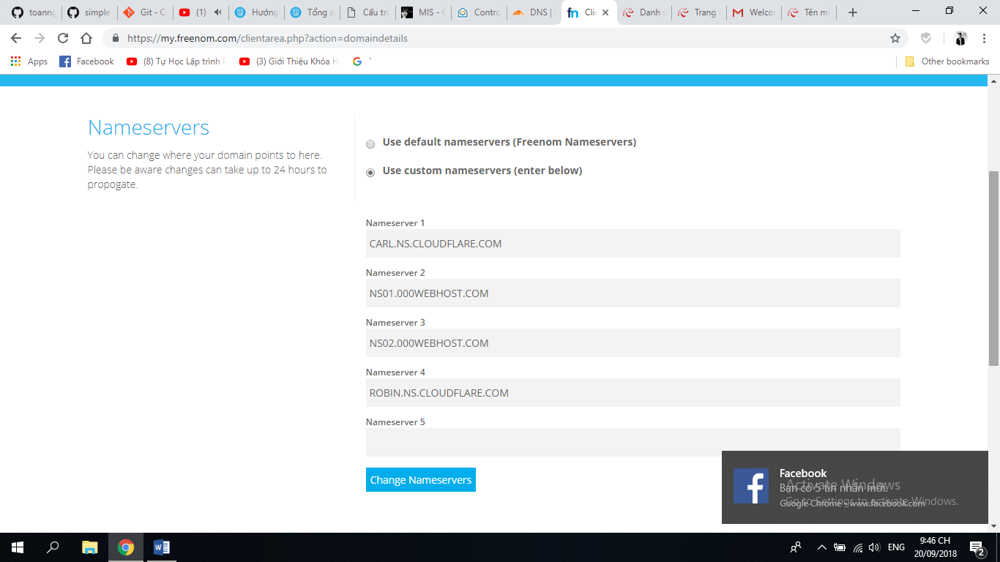 toanng
simple
Git - C
(1)
Hướng
Tổng q
Cấu trú
MIS - 
Contro
DNS |
Clie
Danh s
Trang
Welco
Tên mi
https://my.freenom.com/clientarea.php?action=domaindetails
Apps
Facebook
(8) Tự Học Lập trình
(3) Giới Thiệu Khóa H
`
Other bookmarks
Nameservers
You can change where your domain points to here.
Please be aware changes can take up to 24 hours to
propogate.
Use default nameservers (Freenom Nameservers)
Use custom nameservers (enter below)
Nameserver 1
CARL.NS.CLOUDFLARE.COM
Nameserver 2
NS01.000WEBHOST.COM
Nameserver 3
NS02.000WEBHOST.COM
Nameserver 4
ROBIN.NS.CLOUDFLARE.COM
Nameserver 5
Change Nameservers
Facebook
Activate Windows
Bạn có 5 tin nhắn mới.
Go to Settings to activate Windows.
Google Chrome • www.facebook.com
ENG
9:46 CH
20/09/2018
2